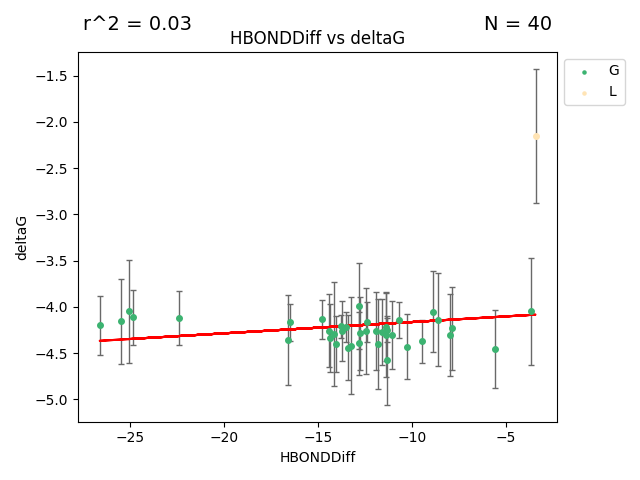 r^2 = 0.03
N = 40
HBONDDiff vs deltaG
G
L
−1.5
−2.0
−2.5
−3.0
−3.5
−4.0
−4.5
−5.0
deltaG
−25
−20
−15
−10
−5
HBONDDiff